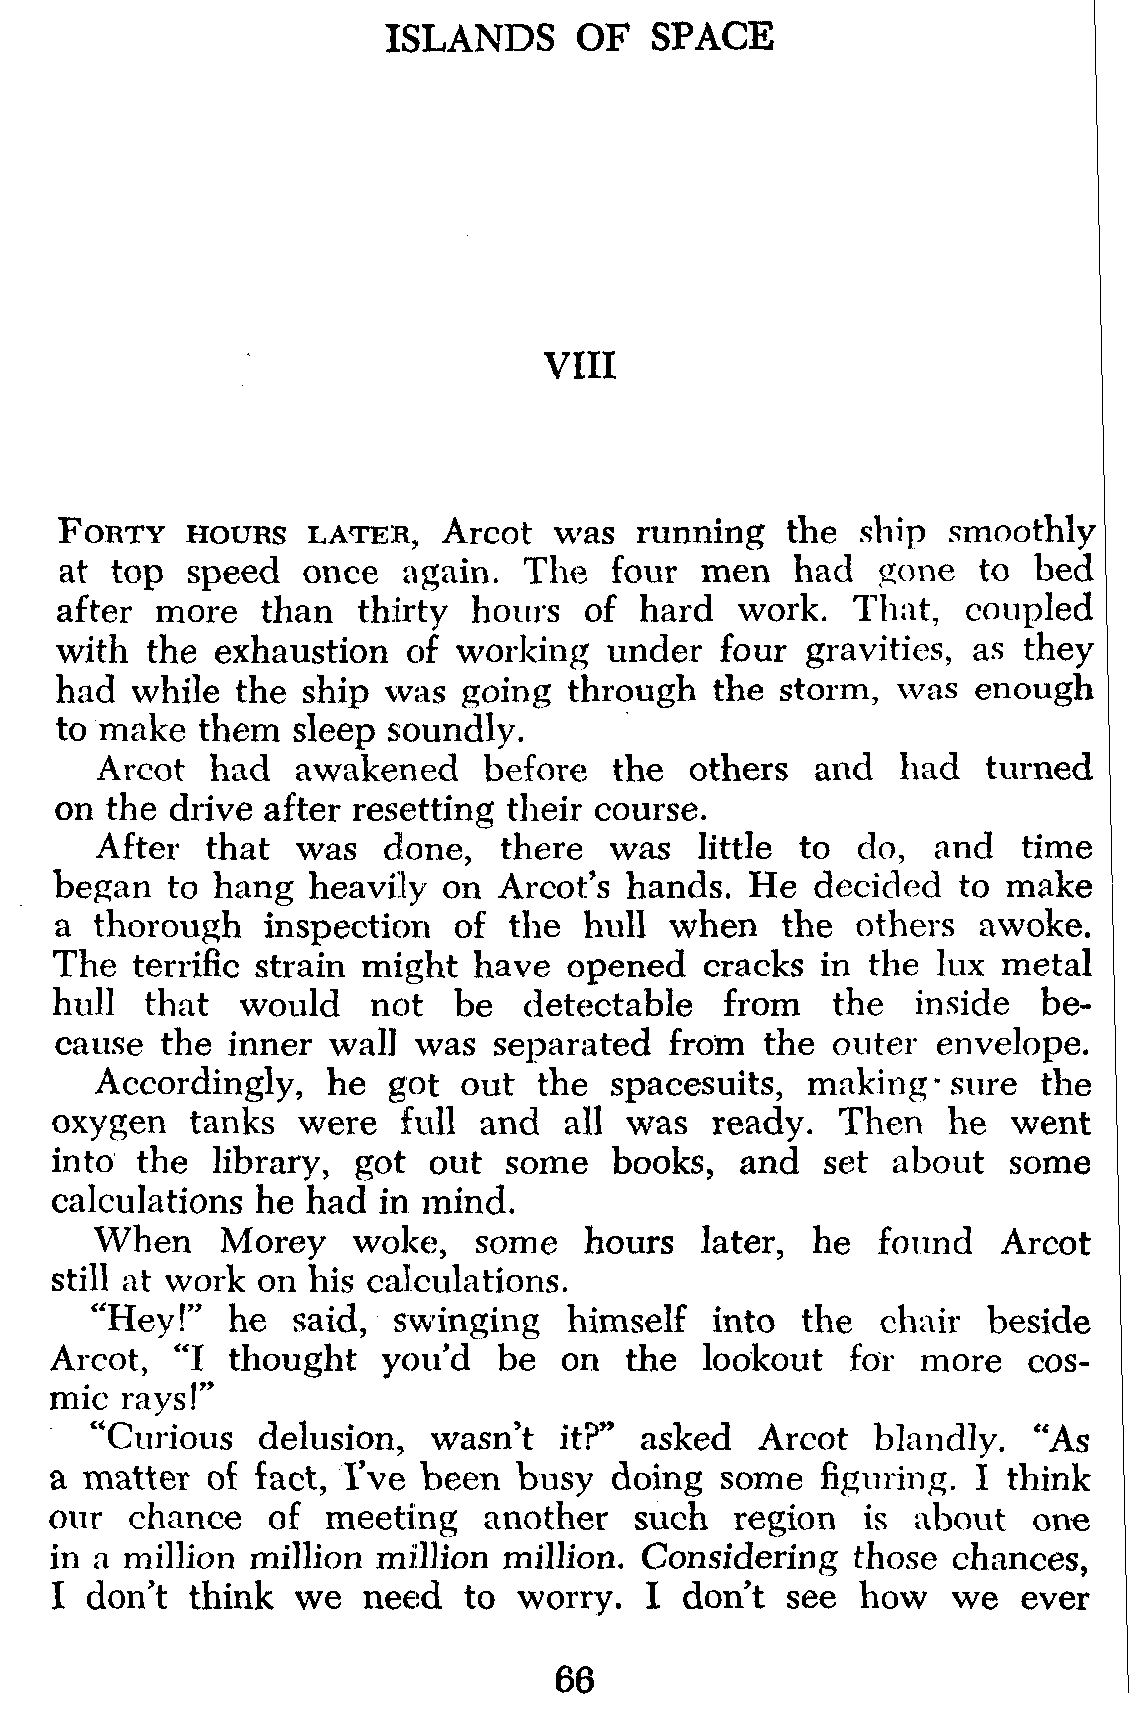 ISLANDS OF SPACE
VIII
FORTY HOURS LATER, Arcot was running the ship smoothly
at top speed once again. The four men had gone to bed
after more than thirty hours of hard work. That, coupled
with the exhaustion of working under four gravities, as they
had while the ship was going through the storm, was enough
to make them sleep soundly.
Arcot had awakened before the others and had turned
on the drive after resetting their course.
After that was done, there was little to do, and time
began to hang heavily on Arcot's hands. He decided to make
a thorough inspection of the hull when the others awoke.
The terrific strain might have opened cracks in the lux metal
hull that would not be detectable from the inside be-
cause the inner wall was separated from the outer envelope.
Accordingly, he got out the spacesuits, making sure the
oxygen tanks were full and all was ready. Then he went
into the library, got out some books, and set about some
calculations he had in mind.
When Morey woke, some hours later, he found Arcot
still at work on his calculations.
"Hey!" he said, swinging himself into the chair beside
Arcot, "I thought you'd be on the lookout for more cos-
mic rays!"
"Curious delusion, wasn't it?" asked Arcot blandly. "As
a matter of fact, I've been busy doing some figuring. I think
our chance of meeting another such region is about one
in a million million million million. Considering those chances,
I don't think we need to worry. I don't see how we ever
66